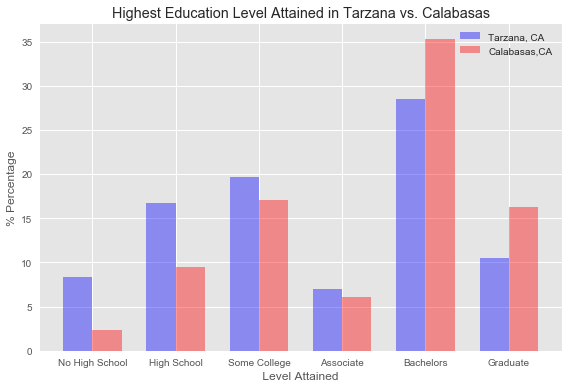 Highest Education Level Attained in Tarzana vs. Calabasas
Tarzana, CA
Calabasas,CA
% Percentage
35
30
25
20
15
10
5
0
No High School
High School
Some College
Associate
Bachelors
Graduate
Level Attained